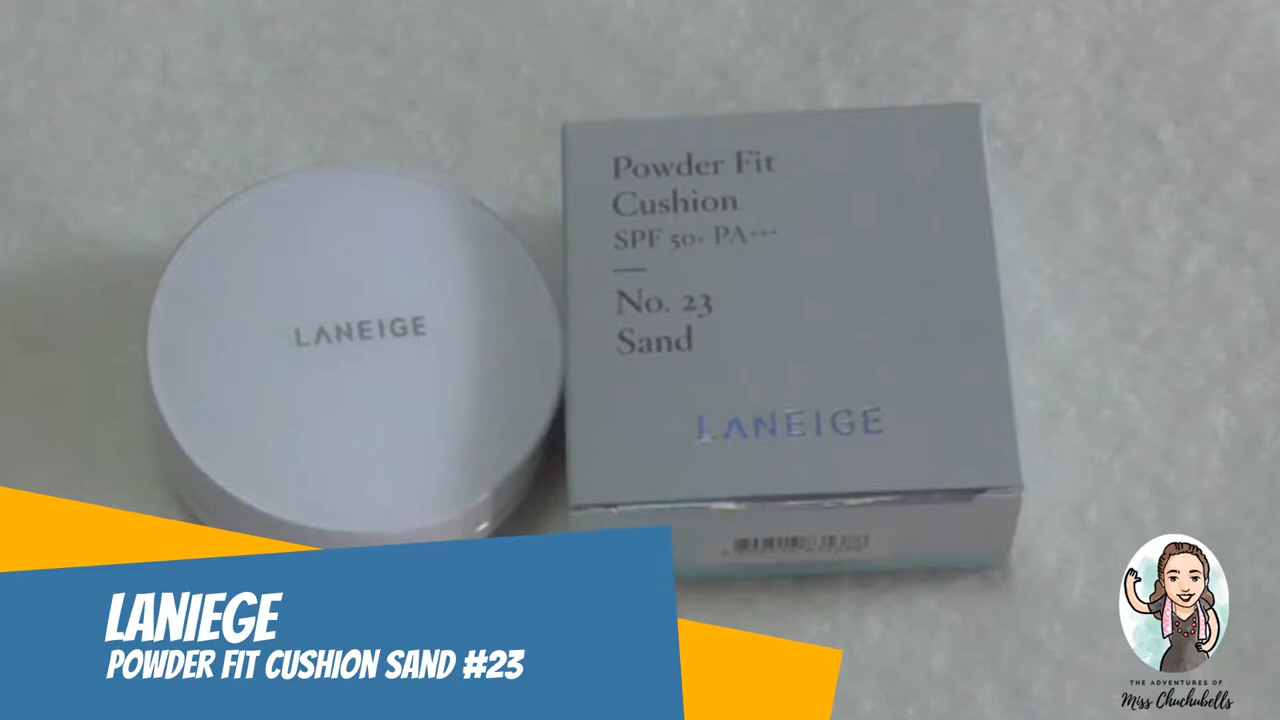 LANEIGE
Powder Fit
Cushion
SPF 50+ PA+++
No. 23
Sand
LANEIGE
LANIEGE
POWDER FIT CUSHION SAND #23
THE ADVENTURES OF
Miss Chuchubells